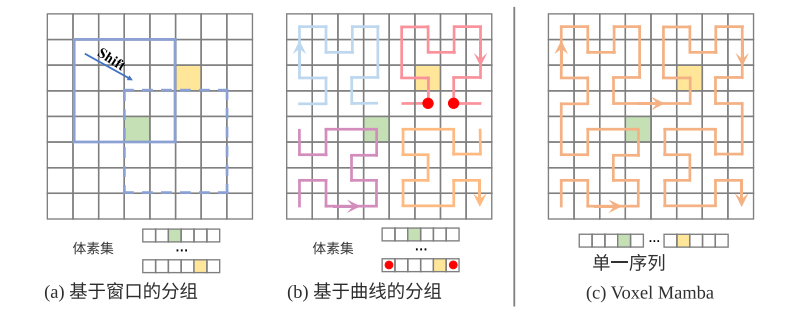 Shift
体素集
...
(a) 基于窗口的分组
体素集
...
(b) 基于曲线的分组
...
单一序列
(c) Voxel Mamba